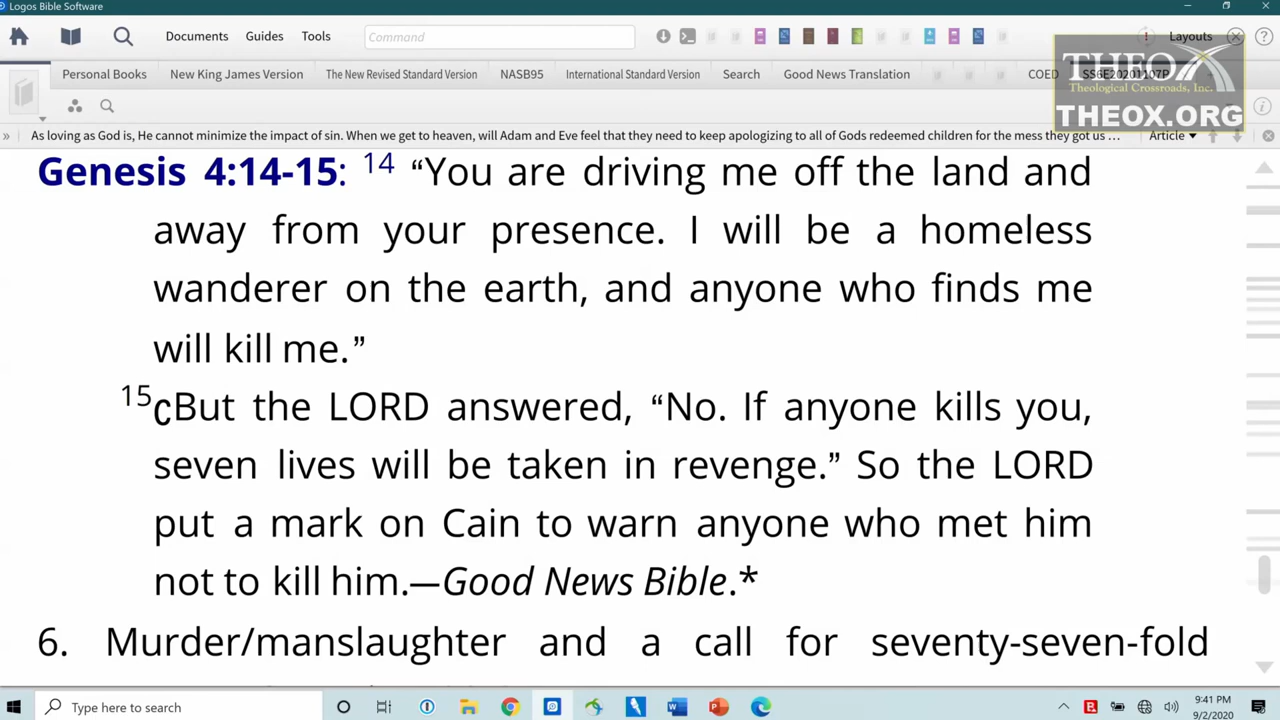 Logos Bible Software
Documents Guides Tools Command Layouts
THEOX
Theological Crossroads, Inc.
THEOX.ORG
Personal Books New King James Version The New Revised Standard Version NASB95 International Standard Version Search Good News Translation COED SS6E20201107P
» As loving as God is, He cannot minimize the impact of sin. When we get to heaven, will Adam and Eve feel that they need to keep apologizing to all of Gods redeemed children for the mess they got us ... Article
Genesis 4:14-15: 14 “You are driving me off the land and
away from your presence. I will be a homeless
wanderer on the earth, and anyone who finds me
will kill me.”
15cBut the LORD answered, “No. If anyone kills you,
seven lives will be taken in revenge.” So the LORD
put a mark on Cain to warn anyone who met him
not to kill him.—Good News Bible.*
6. Murder/manslaughter and a call for seventy-seven-fold
Type here to search
9:41 PM
9/2/2020